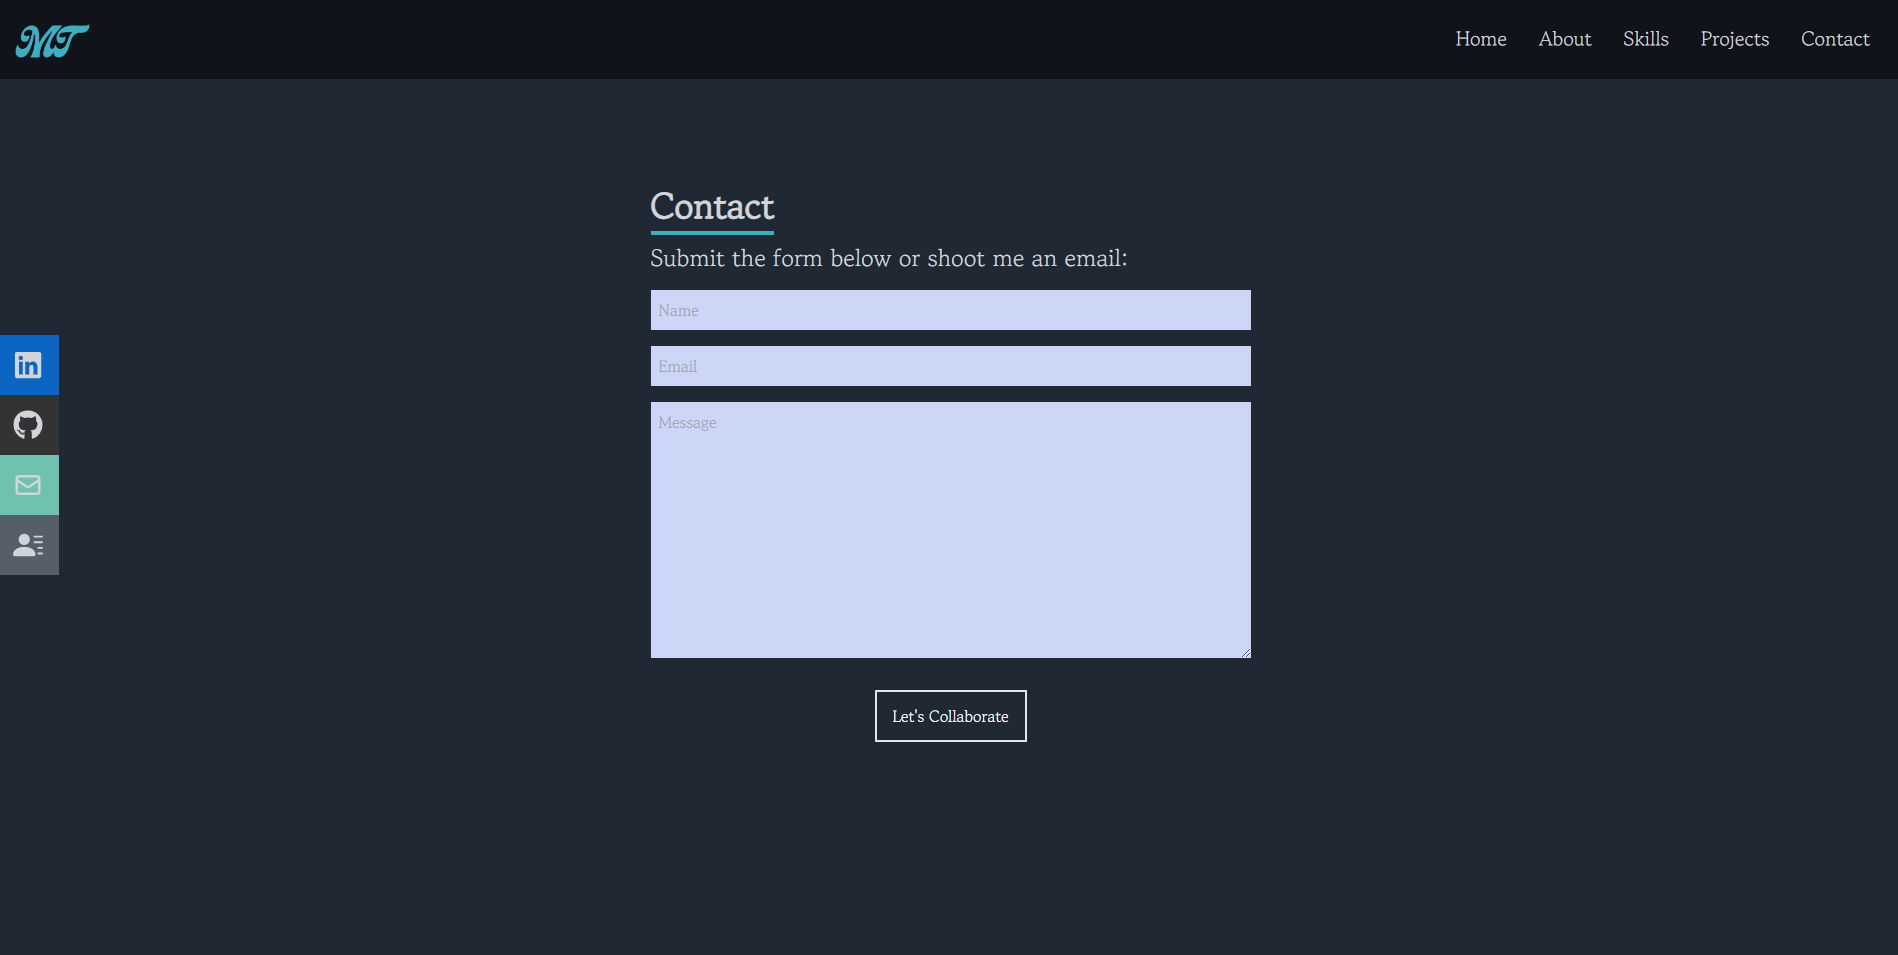 MT
Home About Skills Projects Contact
Contact
Submit the form below or shoot me an email:
Name
Email
Message
in
Let's Collaborate